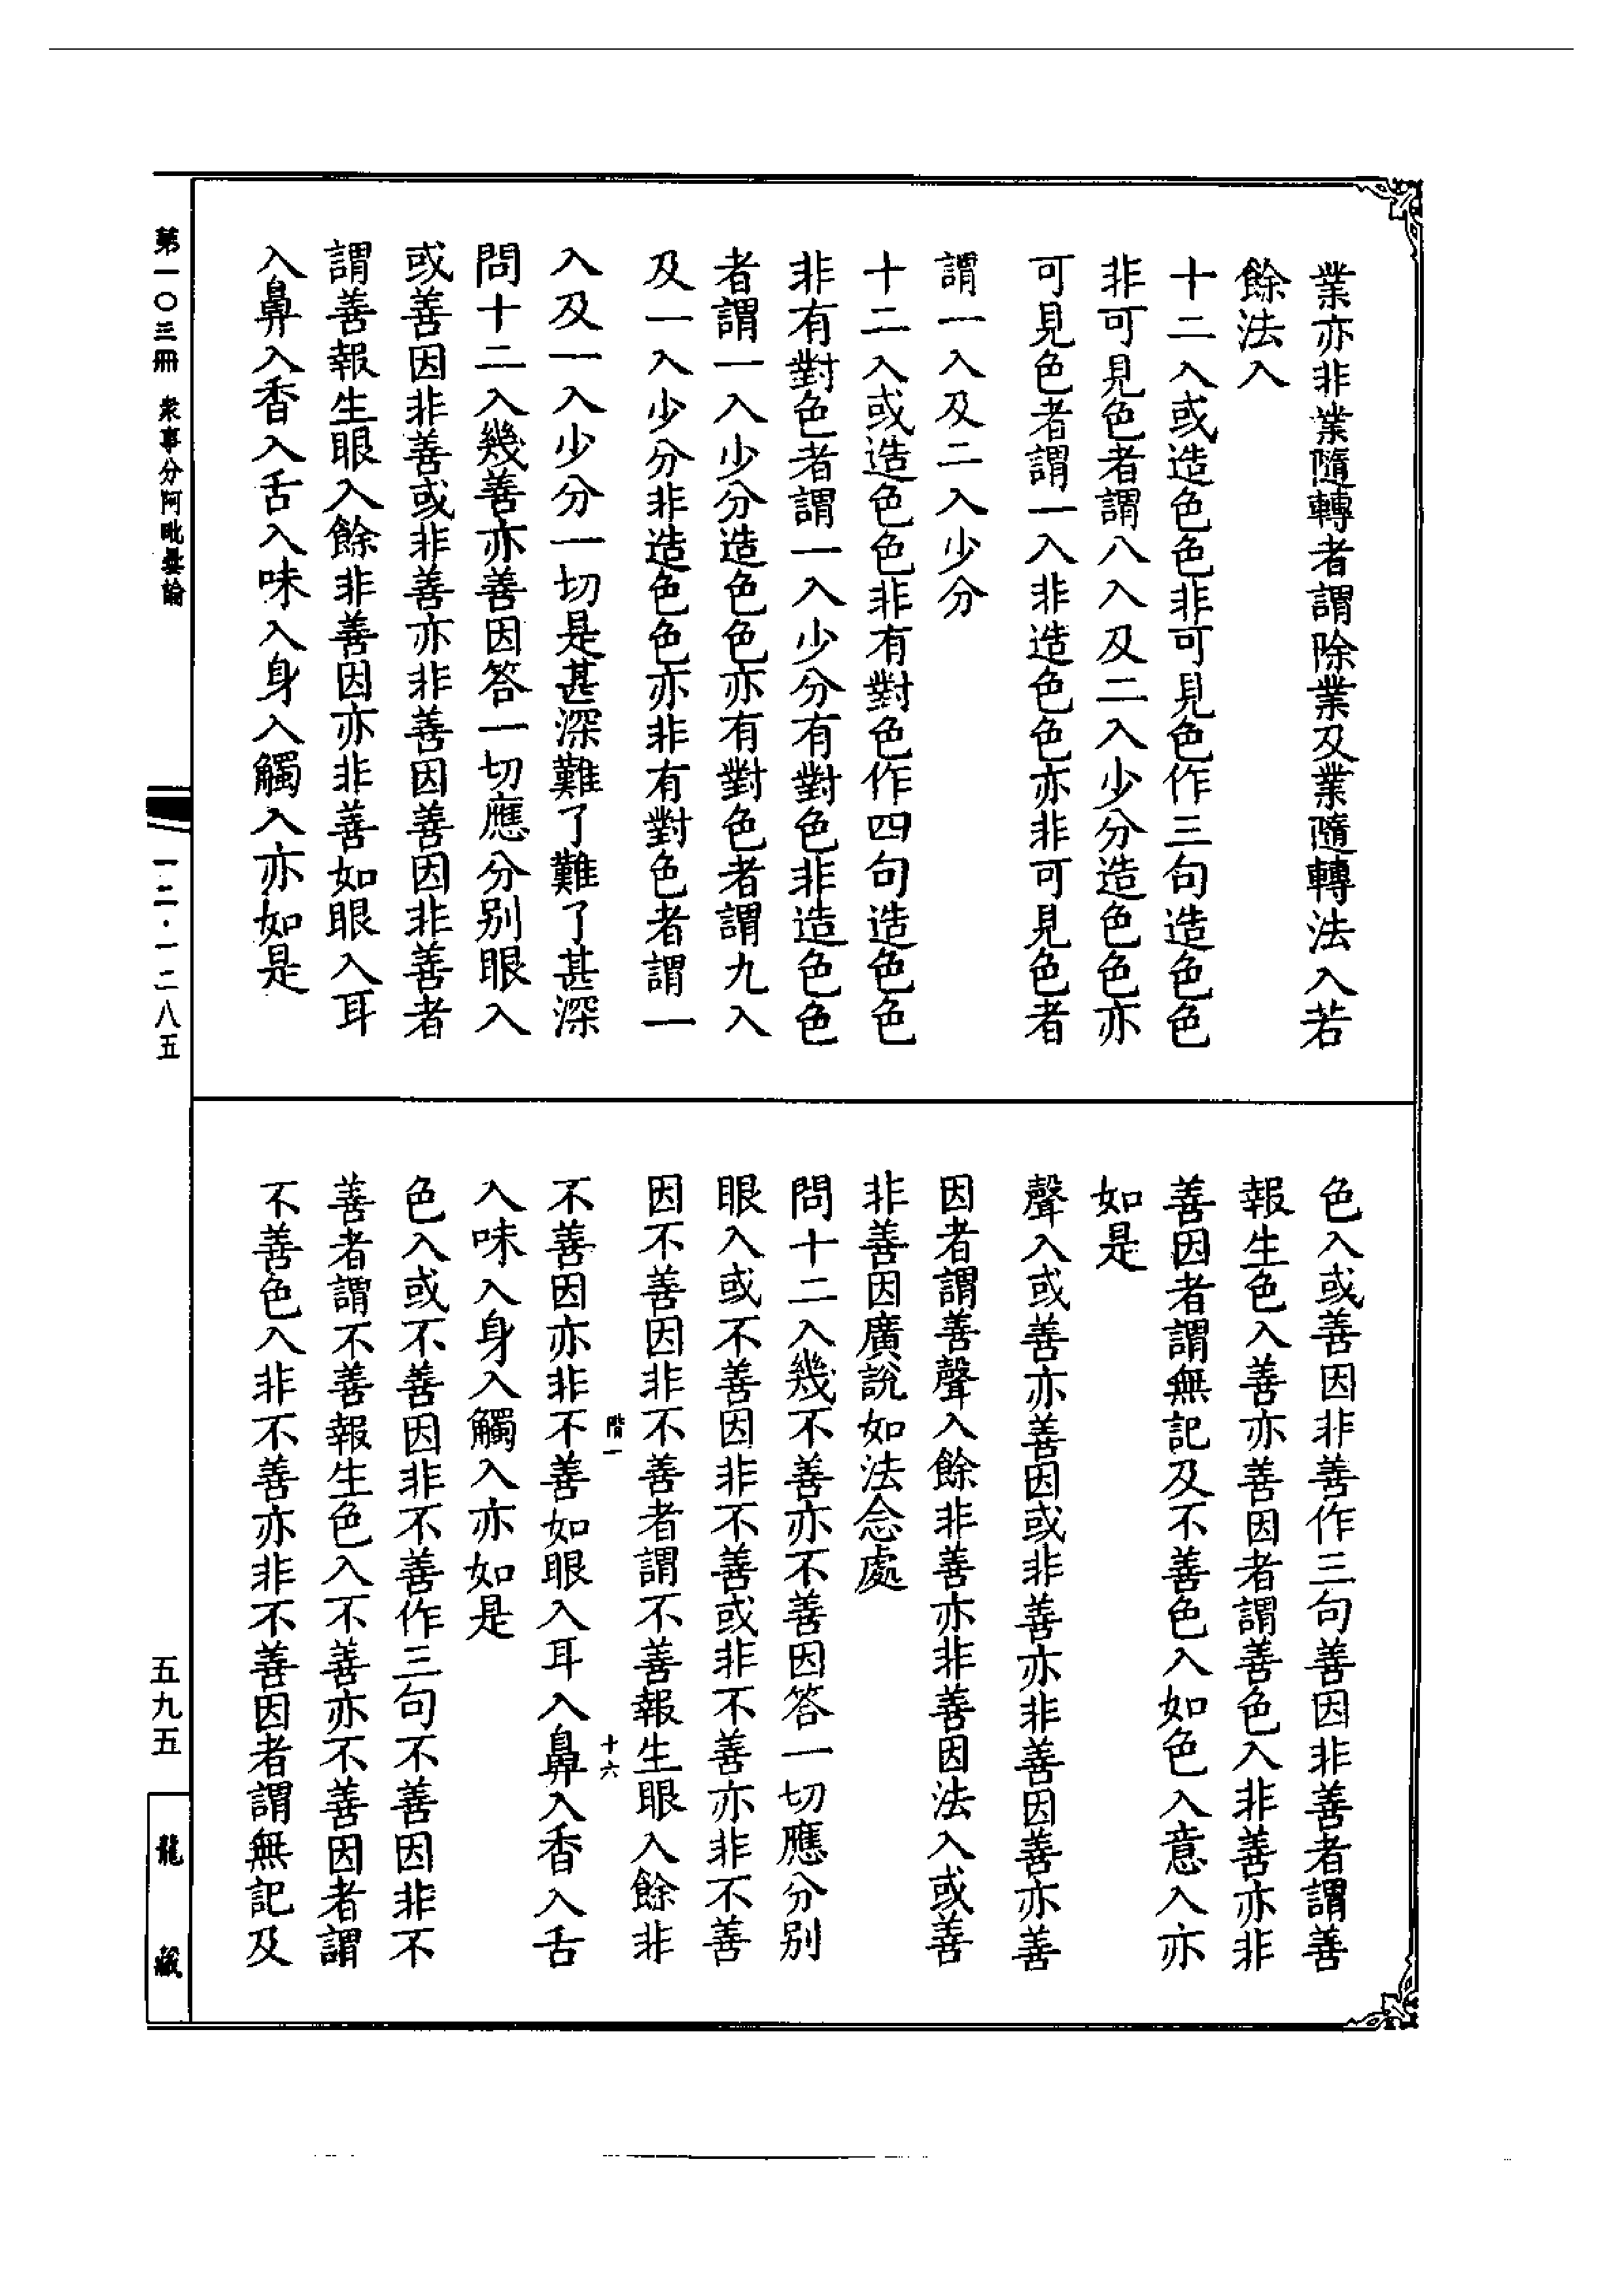 業亦非業隨轉者謂除業及業隨轉法入若
餘法入
十二入或造色色非可見色作三句造色色
非可見色者謂八入及二入少分造色色亦
可見色者謂一入非造色色亦非可見色者
謂一入及二入少分
十二入或造色色非有對色作四句造色色
非有對色者謂一入少分有對色非造色色
者謂一入少分造色色亦有對色者謂九入
及一入少分非造色色亦非有對色者謂一
入及一入少分一切是甚深難了難了甚深
問十二入幾善亦善因答一切應分別眼入
或善因非善或非善亦非善因善因非善者
謂善報生眼入餘非善因亦非善如眼入耳
入鼻入香入舌入味入身入觸入亦如是
色入或善因非善作三句善因非善者謂善
報生色入善亦善因者謂善色入非善亦非
善因者謂無記及不善色入如色入意入亦
如是
聲入或善亦善因或非善亦非善因善亦善
因者謂善聲入餘非善亦非善因法入或善
非善因廣說如法念處
問十二入幾不善亦不善因答一切應分別
眼入或不善因非不善或非不善亦非不善
因不善因非不善者謂不善報生眼入餘非
階一 十六
不善因亦非不善如眼入耳入鼻入香入舌
入味入身入觸入亦如是
色入或不善因非不善作三句不善因非不
善者謂不善報生色入不善亦不善因者謂
不善色入非不善亦非不善因者謂無記及
第一〇三冊 衆事分阿毗曇論
一二·一二八五
五九五
龍藏